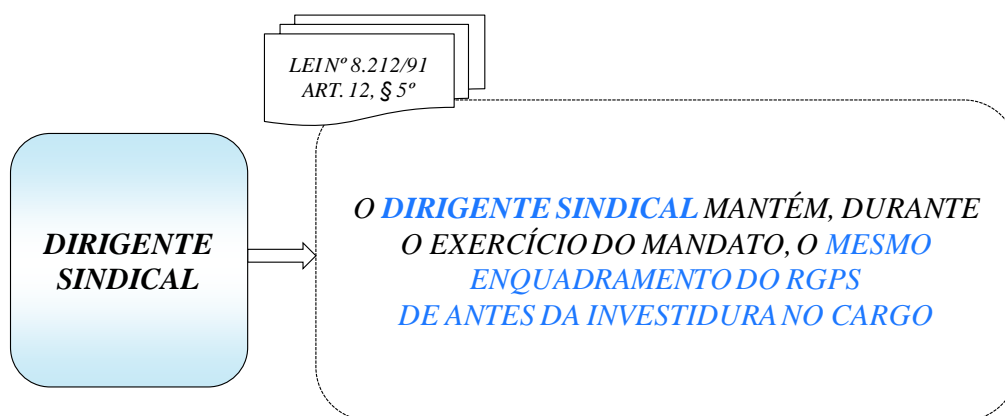 LEI Nº 8.212/91
ART. 12, § 5º
DIRIGENTE
SINDICAL
O DIRIGENTE SINDICAL MANTÉM, DURANTE
O EXERCÍCIO DO MANDATO, O MESMO
ENQUADRAMENTO DO RGPS
DE ANTES DA INVESTIDURA NO CARGO